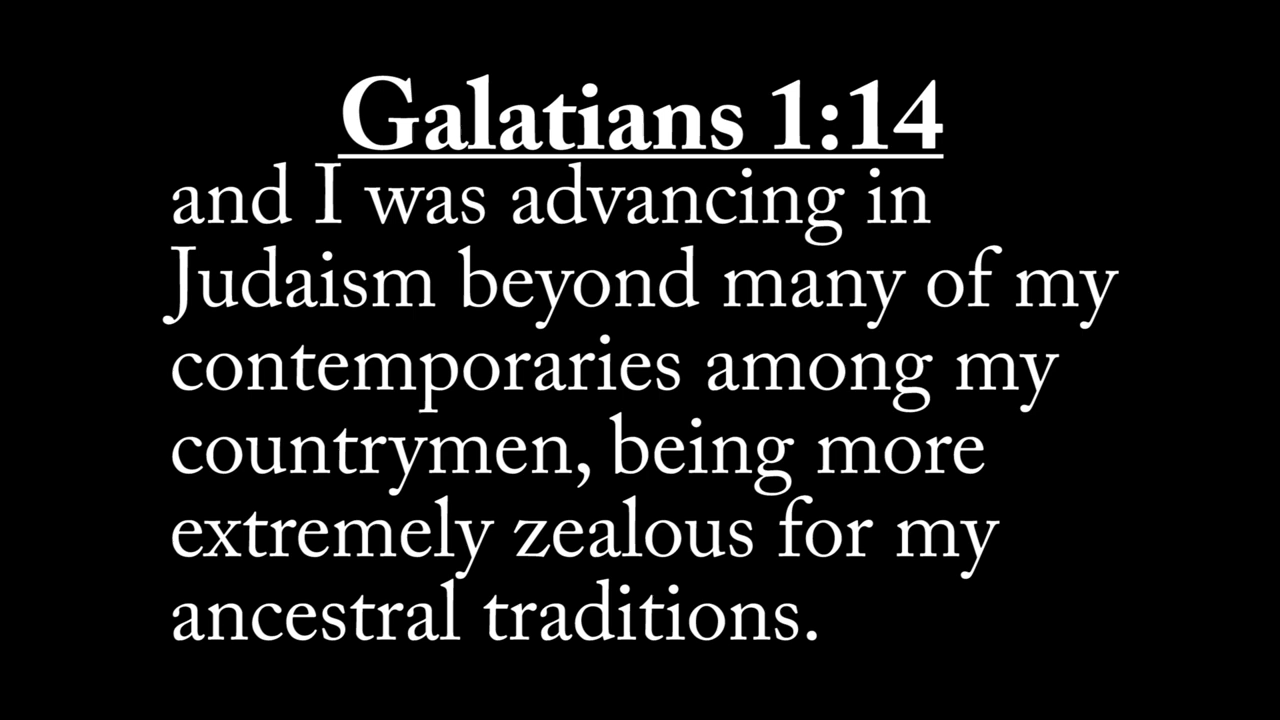 Galatians 1:14
and I was advancing in
Judaism beyond many of my
contemporaries among my
countrymen, being more
extremely zealous for my
ancestral traditions.